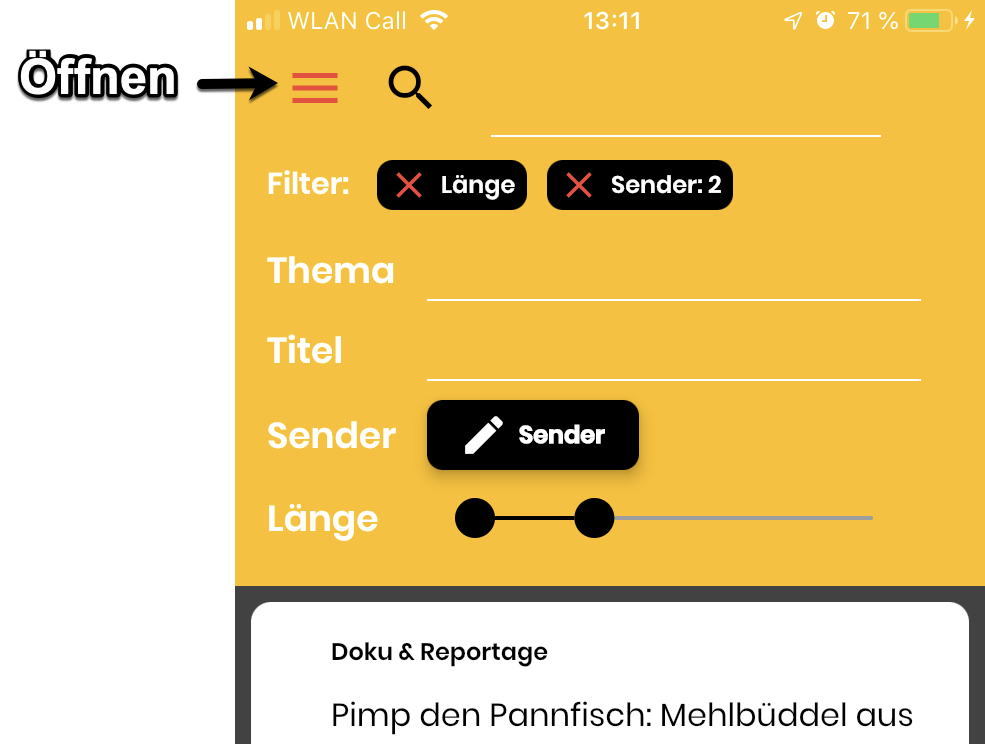 WLAN Call 13:11 71 %
Öffnen
Filter: Länge Sender: 2
Thema
Titel
Sender Sender
Länge
Doku & Reportage
Pimp den Pannfisch: Mehlbüddel aus